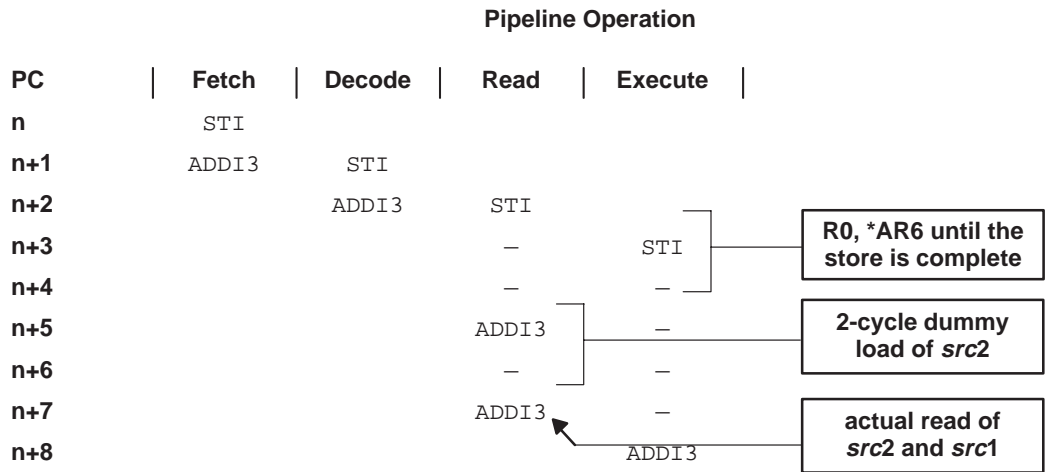 Pipeline Operation
PC | Fetch | Decode | Read | Execute |
n STI
n+1 ADDI3 STI
n+2 ADDI3 STI
n+3 – STI
n+4 – –
n+5 ADDI3 –
n+6 – –
n+7 ADDI3 –
n+8 ADDI3
R0, *AR6 until the
store is complete
2-cycle dummy
load of src2
actual read of
src2 and src1